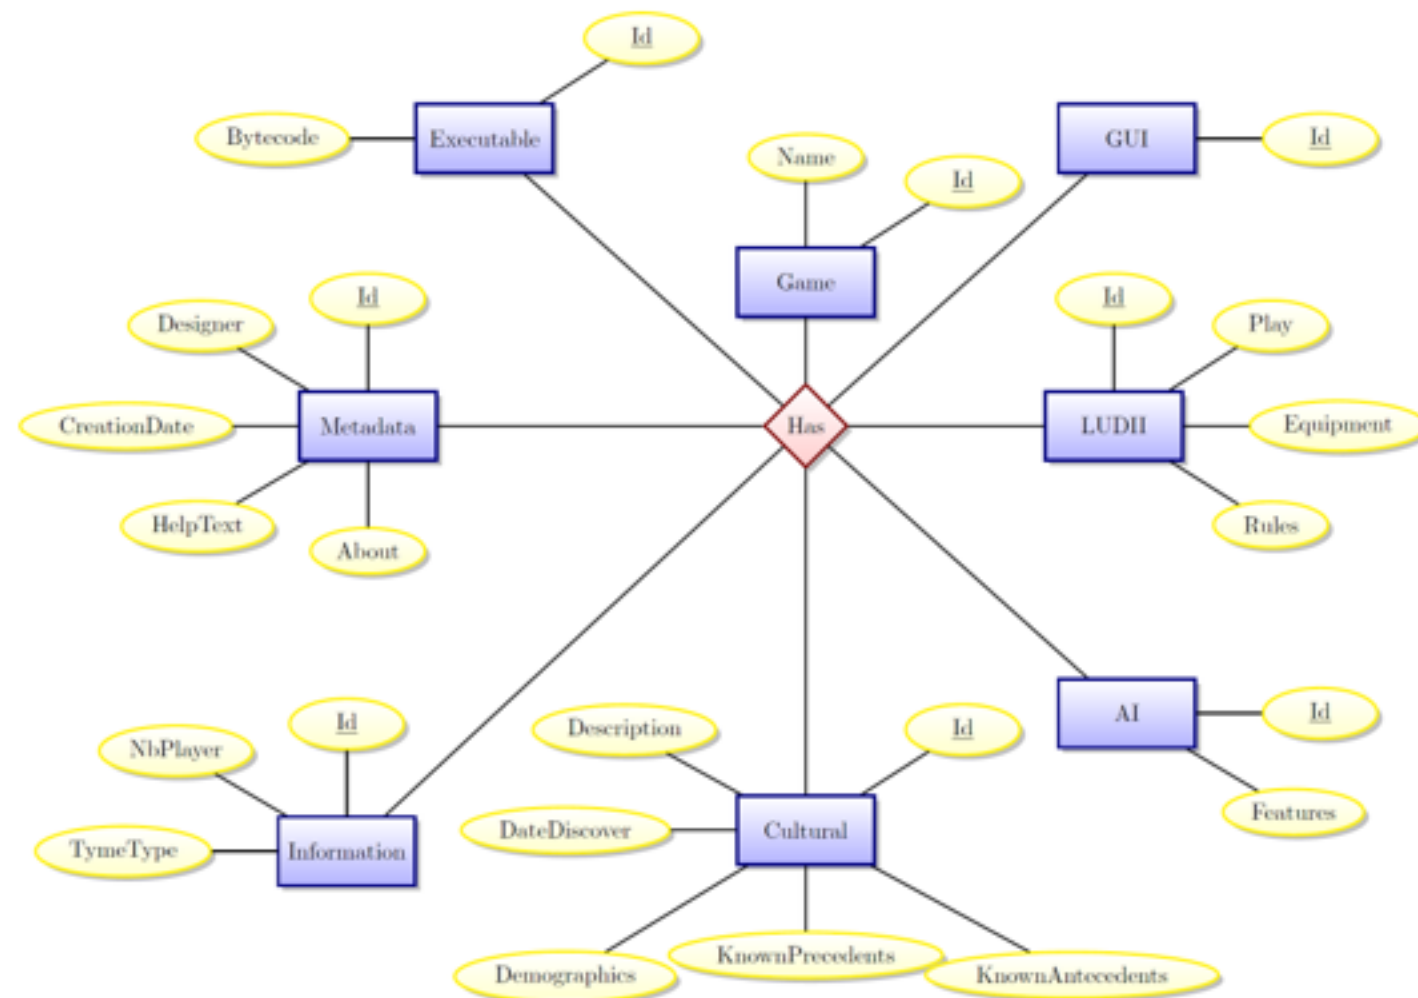 Id
Bytecode
Executable
GUI
Id
Name
Id
Game
Id
Designer
CreationDate
Metadata
HelpText
About
Has
Id
Play
LUDII
Equipment
Rules
Id
NbPlayer
TymeType
Information
Description
Id
DateDiscover
Cultural
Demographics
KnownPrecedents
KnownAntecedents
AI
Id
Features